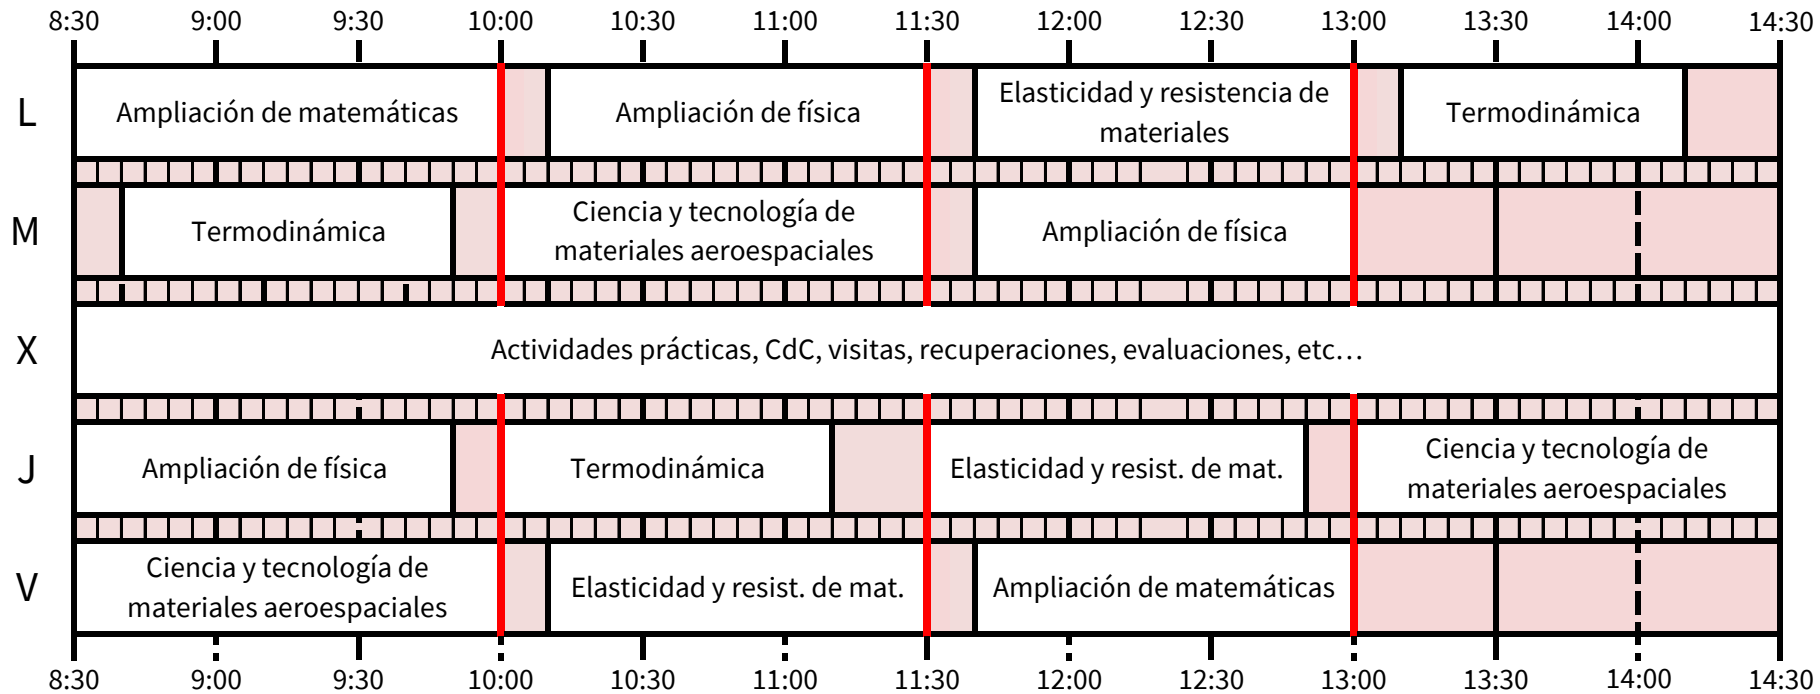 8:30 9:00 9:30 10:00 10:30 11:00 11:30 12:00 12:30 13:00 13:30 14:00 14:30
L
Ampliación de matemáticas
Ampliación de física
Elasticidad y resistencia de
materiales
Termodinámica
M
Termodinámica
Ciencia y tecnología de
materiales aeroespaciales
Ampliación de física
X
Actividades prácticas, CdC, visitas, recuperaciones, evaluaciones, etc…
J
Ampliación de física
Termodinámica
Elasticidad y resist. de mat.
Ciencia y tecnología de
materiales aeroespaciales
V
Ciencia y tecnología de
materiales aeroespaciales
Elasticidad y resist. de mat.
Ampliación de matemáticas
8:30 9:00 9:30 10:00 10:30 11:00 11:30 12:00 12:30 13:00 13:30 14:00 14:30